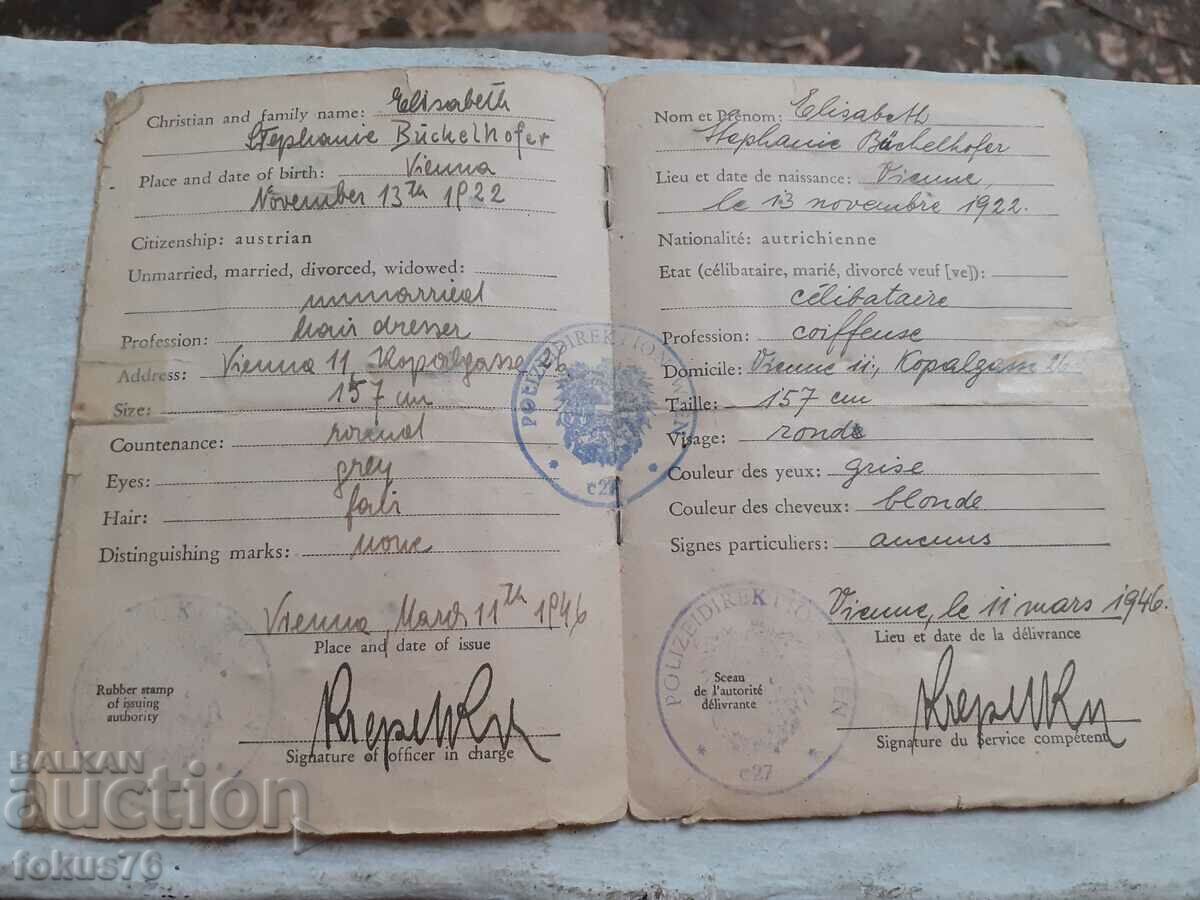 Christian and family name: Elisabeth
Stephanie Büchelhofer
Place and date of birth: Vienna
November 13th 1922
Citizenship: austrian
Unmarried, married, divorced, widowed:
unmarried
Profession: hair dresser
Address: Vienna 11, Kopalgasse 26
Size: 157 cm
Countenance: round
Eyes: grey
Hair: fair
Distinguishing marks: none
Vienna, March 11th 1946
Place and date of issue
Rubber stamp
of issuing
authority
Signature of officer in charge
POLIZEIDIREKTION WIEN
* c27 *
Nom et Prénom: Elisabeth
Stephanie Büchelhofer
Lieu et date de naissance: Vienne,
le 13 novembre 1922.
Nationalité: autrichienne
Etat (célibataire, marié, divorcé veuf [ve]):
célibataire
Profession: coiffeuse
Domicile: Vienne 11., Kopalgasse 26
Taille: 157 cm
Visage: ronde
Couleur des yeux: grise
Couleur des cheveux: blonde
Signes particuliers: aucuns
Vienne, le 11 mars 1946.
Lieu et date de la délivrance
Sceau
de l'autorité
délivrante
Signature du Service compétent
POLIZEIDIREKTION WIEN
* c27 *
BALKAN
auction
fokus76